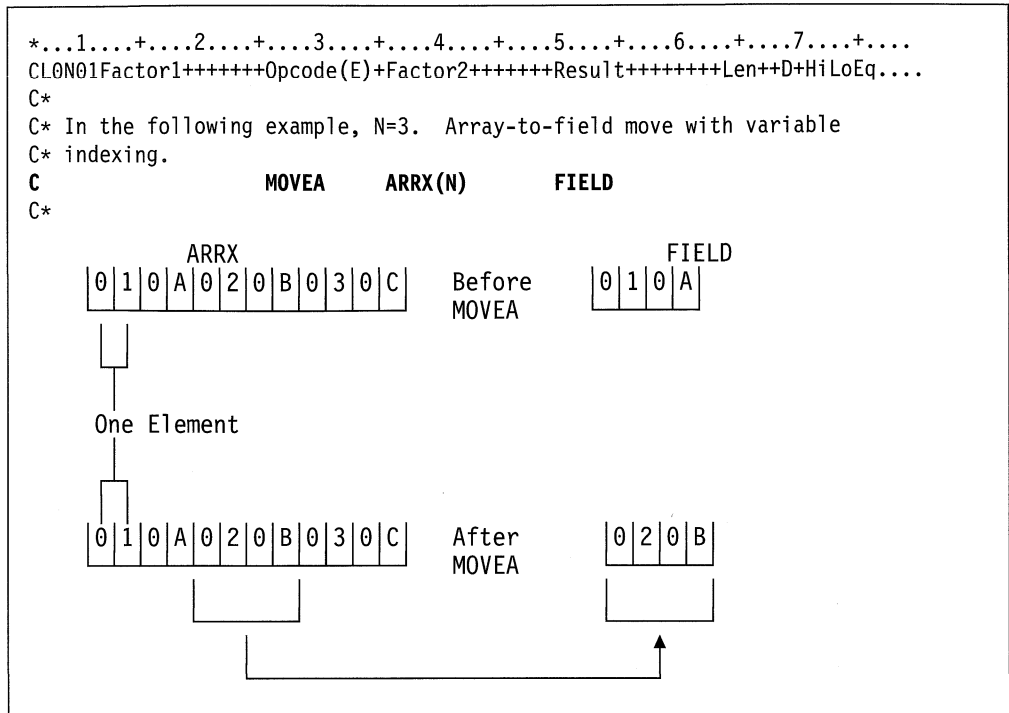 *...1....+....2....+....3....+....4....+....5....+....6....+....7....+....
CL0N01Factor1+++++++Opcode(E)+Factor2+++++++Result++++++++Len++D+HiLoEq....
C*
C* In the following example, N=3.  Array-to-field move with variable
C* indexing.
C                   MOVEA     ARRX(N)       FIELD
C*
ARRX FIELD
|0|1|0|A|0|2|0|B|0|3|0|C| Before |0|1|0|A|
MOVEA
One Element
|0|1|0|A|0|2|0|B|0|3|0|C| After |0|2|0|B|
MOVEA